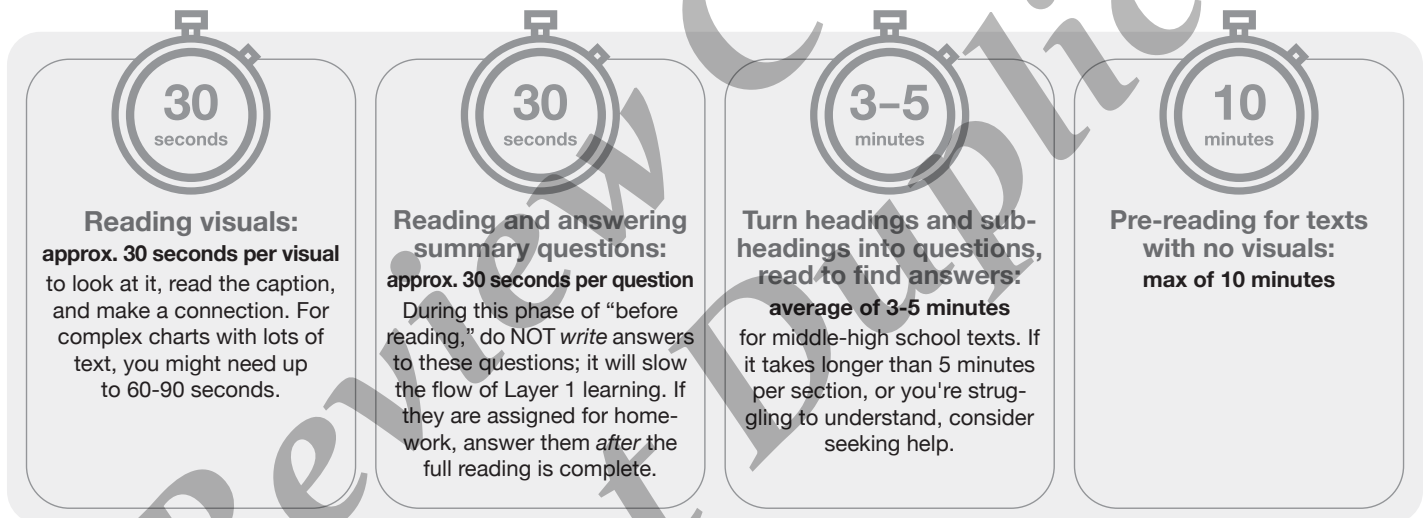 30
seconds
Reading visuals:
approx. 30 seconds per visual
to look at it, read the caption,
and make a connection. For
complex charts with lots of
text, you might need up
to 60-90 seconds.
30
seconds
Reading and answering
summary questions:
approx. 30 seconds per question
During this phase of “before
reading,” do NOT write answers
to these questions; it will slow
the flow of Layer 1 learning. If
they are assigned for home-
work, answer them after the
full reading is complete.
3–5
minutes
Turn headings and sub-
headings into questions,
read to find answers:
average of 3-5 minutes
for middle-high school texts. If
it takes longer than 5 minutes
per section, or you're strug-
gling to understand, consider
seeking help.
10
minutes
Pre-reading for texts
with no visuals:
max of 10 minutes
Review C
t Duplic